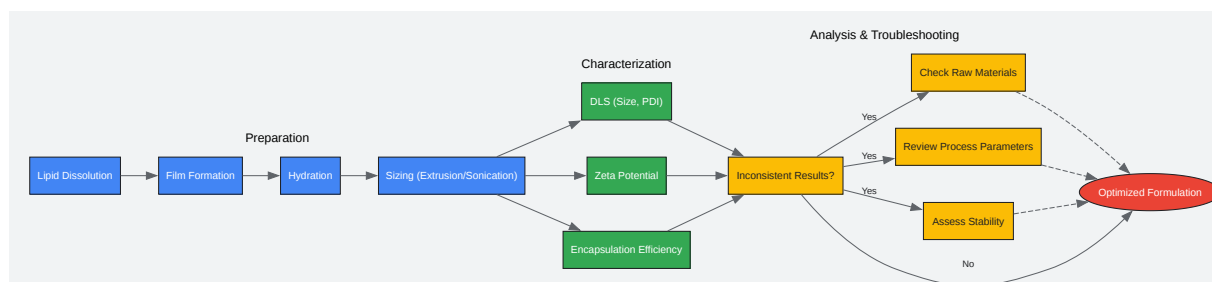 Analysis & Troubleshooting
Characterization
Check Raw Materials
DLS (Size, PDI)
Yes
Preparation
Review Process Parameters
Yes
Lipid Dissolution
Film Formation
Hydration
Sizing (Extrusion/Sonication)
Zeta Potential
Inconsistent Results?
Yes
Optimized Formulation
Assess Stability
Encapsulation Efficiency
No